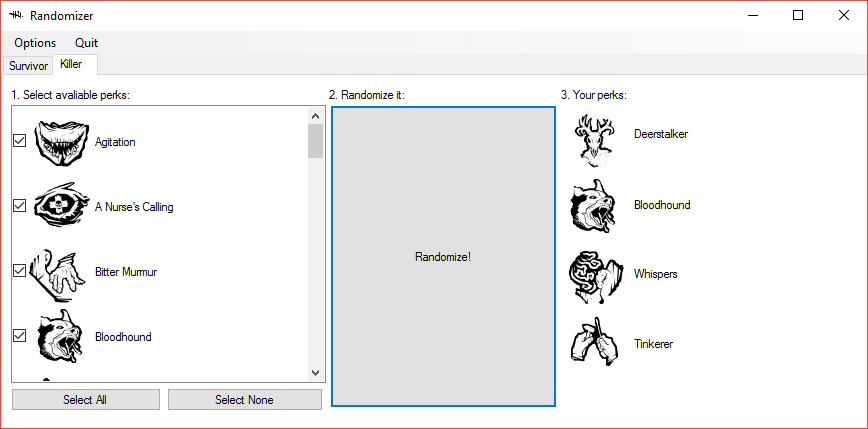 Randomizer
Options Quit
Survivor Killer
1. Select avaliable perks:
Agitation
A Nurse's Calling
Bitter Murmur
Bloodhound
Select All Select None
2. Randomize it:
Randomize!
3. Your perks:
Deerstalker
Bloodhound
Whispers
Tinkerer